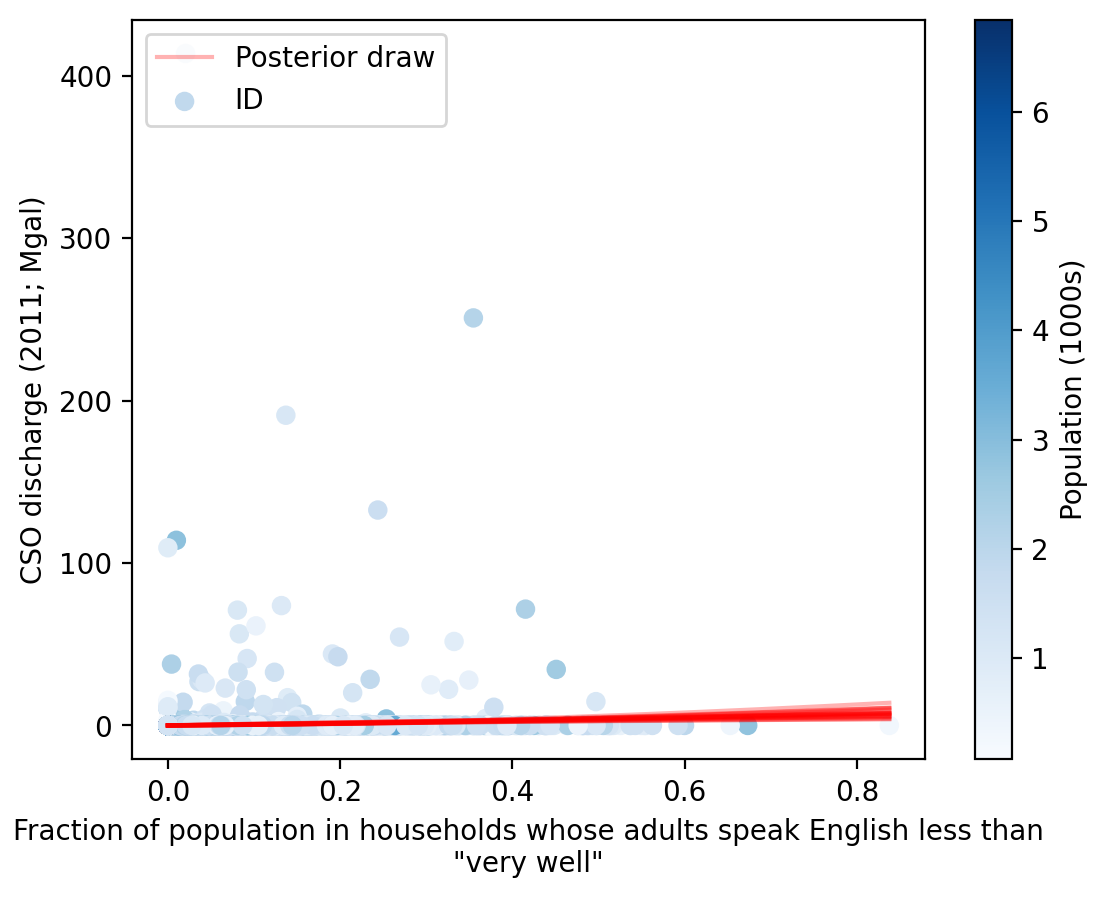 Posterior draw
ID
400
300
200
100
0
CSO discharge (2011; Mgal)
0.0 0.2 0.4 0.6 0.8
Fraction of population in households whose adults speak English less than
"very well"
6
5
4
3
2
1
Population (1000s)